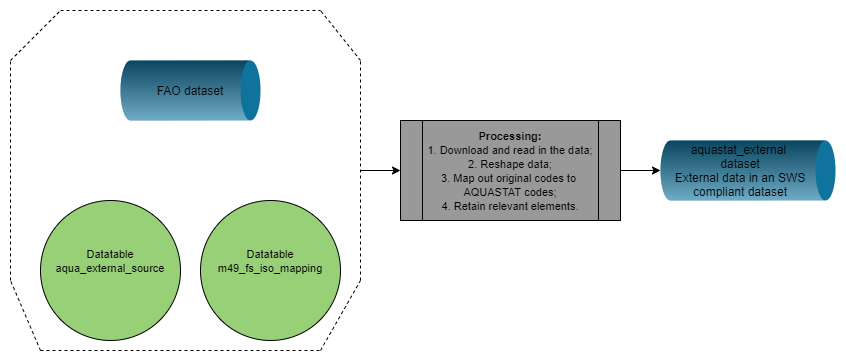 FAO dataset
Datatable
aqua_external_source
Datatable
m49_fs_iso_mapping
Processing:
1. Download and read in the data;
2. Reshape data;
3. Map out original codes to
AQUASTAT codes;
4. Retain relevant elements.
aquastat_external
dataset
External data in an SWS
compliant dataset